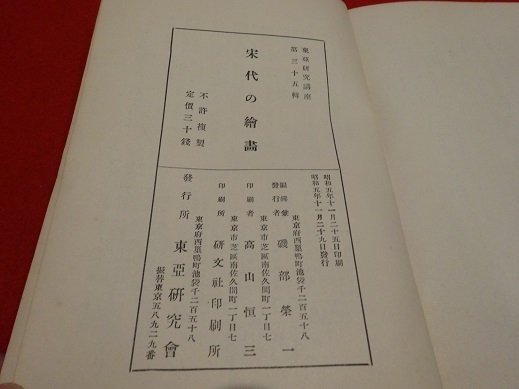 昭和五年十一月二十五日印刷
昭和五年十一月二十九日發行
東京府西巢鴨町池袋千二百五十八
編輯兼
發行者 磯部榮一
東京市芝區南佐久間町一丁目七
印刷者 高山恒三
東京市芝區南佐久間町一丁目七
印刷所 研文社印刷所
東京府西巢鴨町池袋千二百五十八
發行所 東亞研究會
振替東京五八九二九番
東亞研究講座
第三十五輯
宋代の繪畫
不許複製
定價三十錢